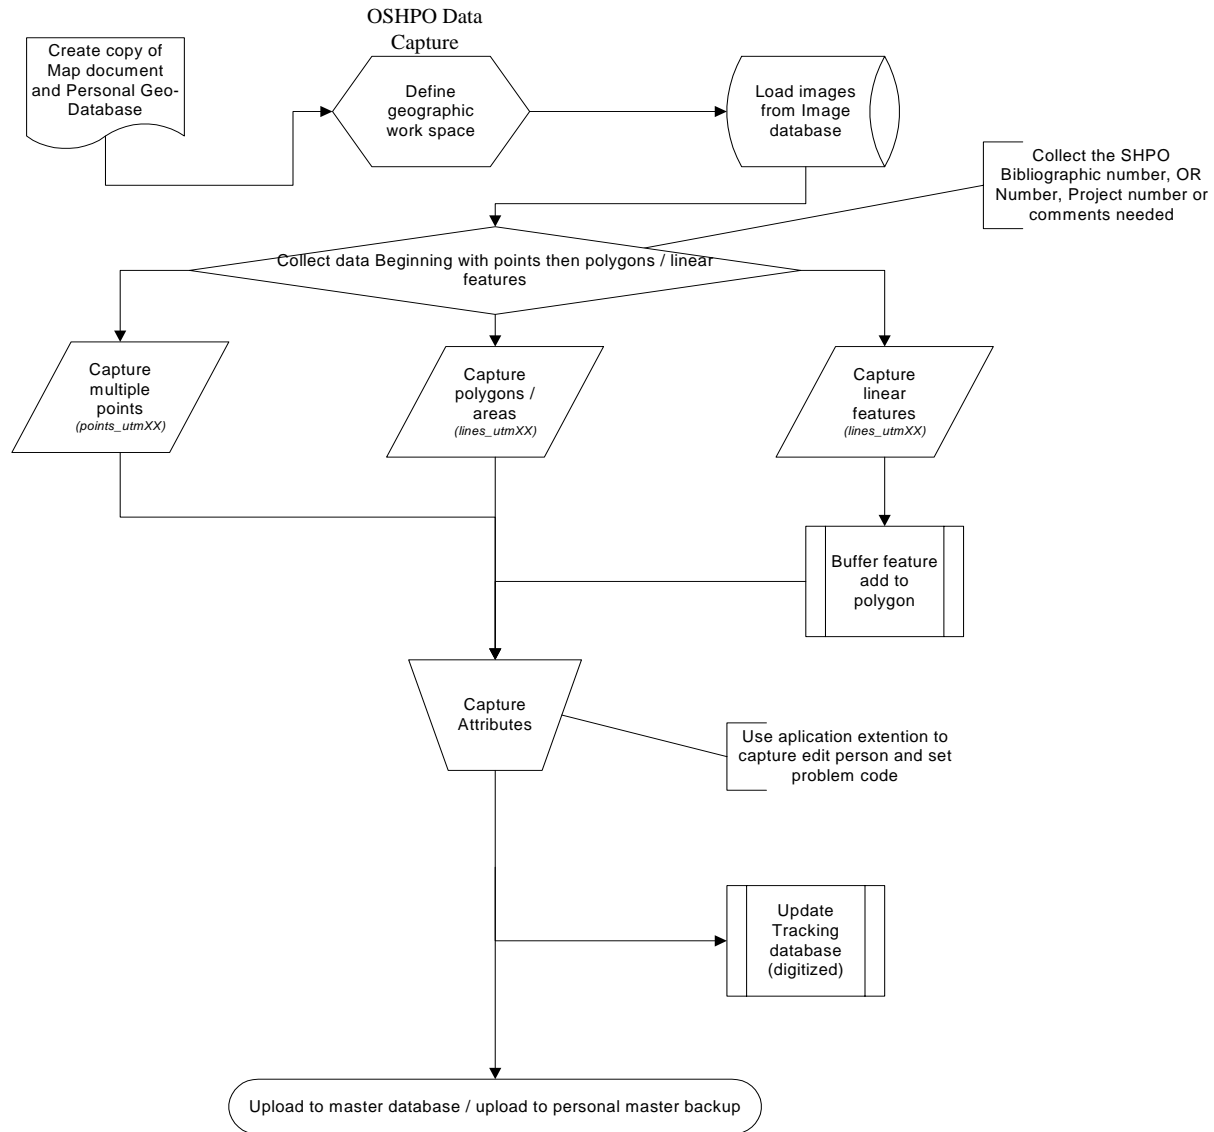 OSHPO Data
Capture
Create copy of
Map document
and Personal Geo-
Database
Define
geographic
work space
Load images
from Image
database
Collect the SHPO
Bibliographic number, OR
Number, Project number or
comments needed
Collect data Beginning with points then polygons / linear
features
Capture
multiple
points
(points_utmXX)
Capture
polygons /
areas
(lines_utmXX)
Capture
linear
features
(lines_utmXX)
Buffer feature
add to
polygon
Capture
Attributes
Use aplication extention to
capture edit person and set
problem code
Update
Tracking
database
(digitized)
Upload to master database / upload to personal master backup